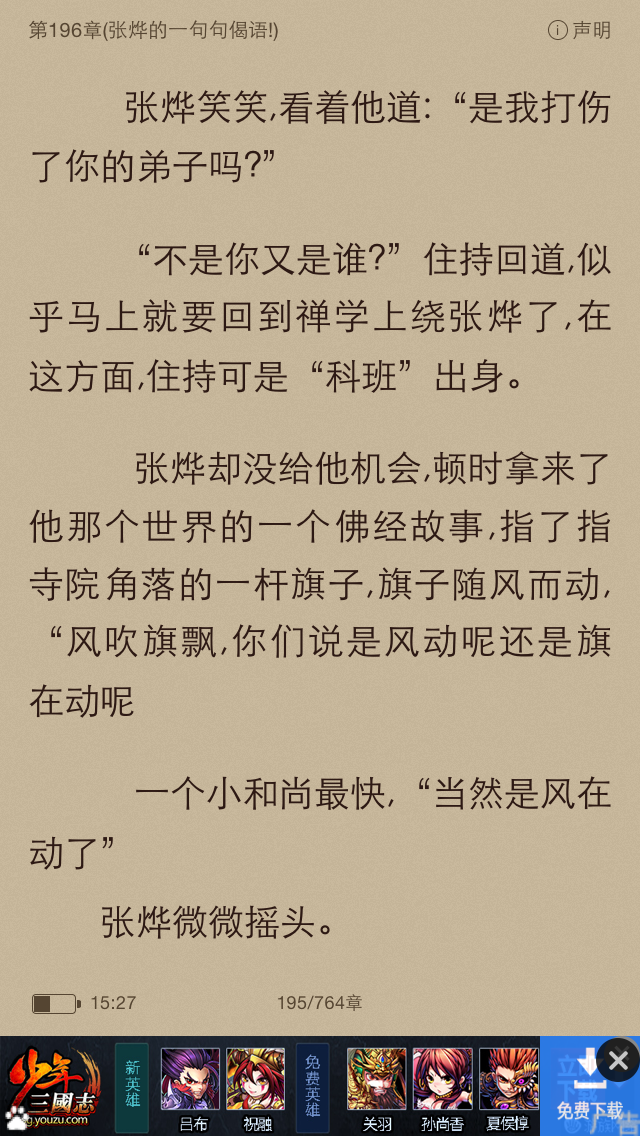 第196章(张烨的一句句偈语!)
声明
张烨笑笑,看着他道:“是我打伤
了你的弟子吗?”
“不是你又是谁?”住持回道,似
乎马上就要回到禅学上绕张烨了,在
这方面,住持可是“科班”出身。
张烨却没给他机会,顿时拿来了
他那个世界的一个佛经故事,指了指
寺院角落的一杆旗子,旗子随风而动,
“风吹旗飘,你们说是风动呢还是旗
在动呢
一个小和尚最快,“当然是风在
动了”
张烨微微摇头。
15:27
195/764章
少年三國志
g.youzu.com
新英雄
吕布
祝融
免费英雄
关羽
孙尚香
夏侯惇
免费下载
广告